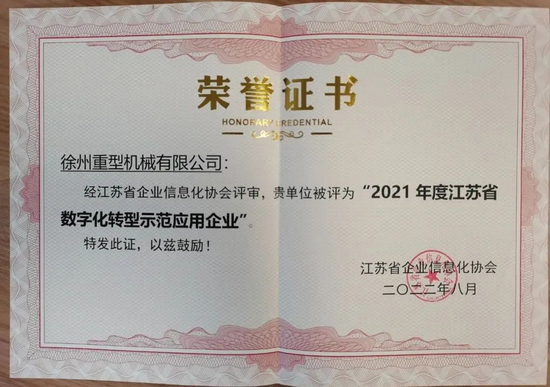 荣誉证书
HONORARY CREDENTIAL
徐州重型机械有限公司：
经江苏省企业信息化协会评审，贵单位被评为“2021年度江苏省
数字化转型示范应用企业”。
特发此证，以兹鼓励！
江苏省企业信息化协会
二〇二二年八月